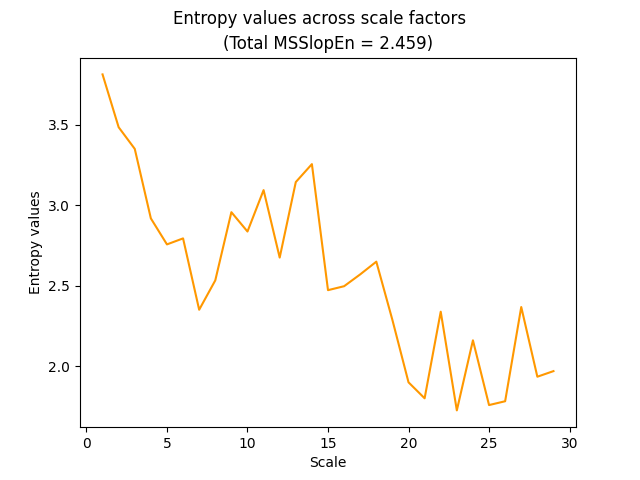 Entropy values across scale factors
(Total MSSlopEn = 2.459)
Entropy values
3.5
3.0
2.5
2.0
0 5 10 15 20 25 30
Scale